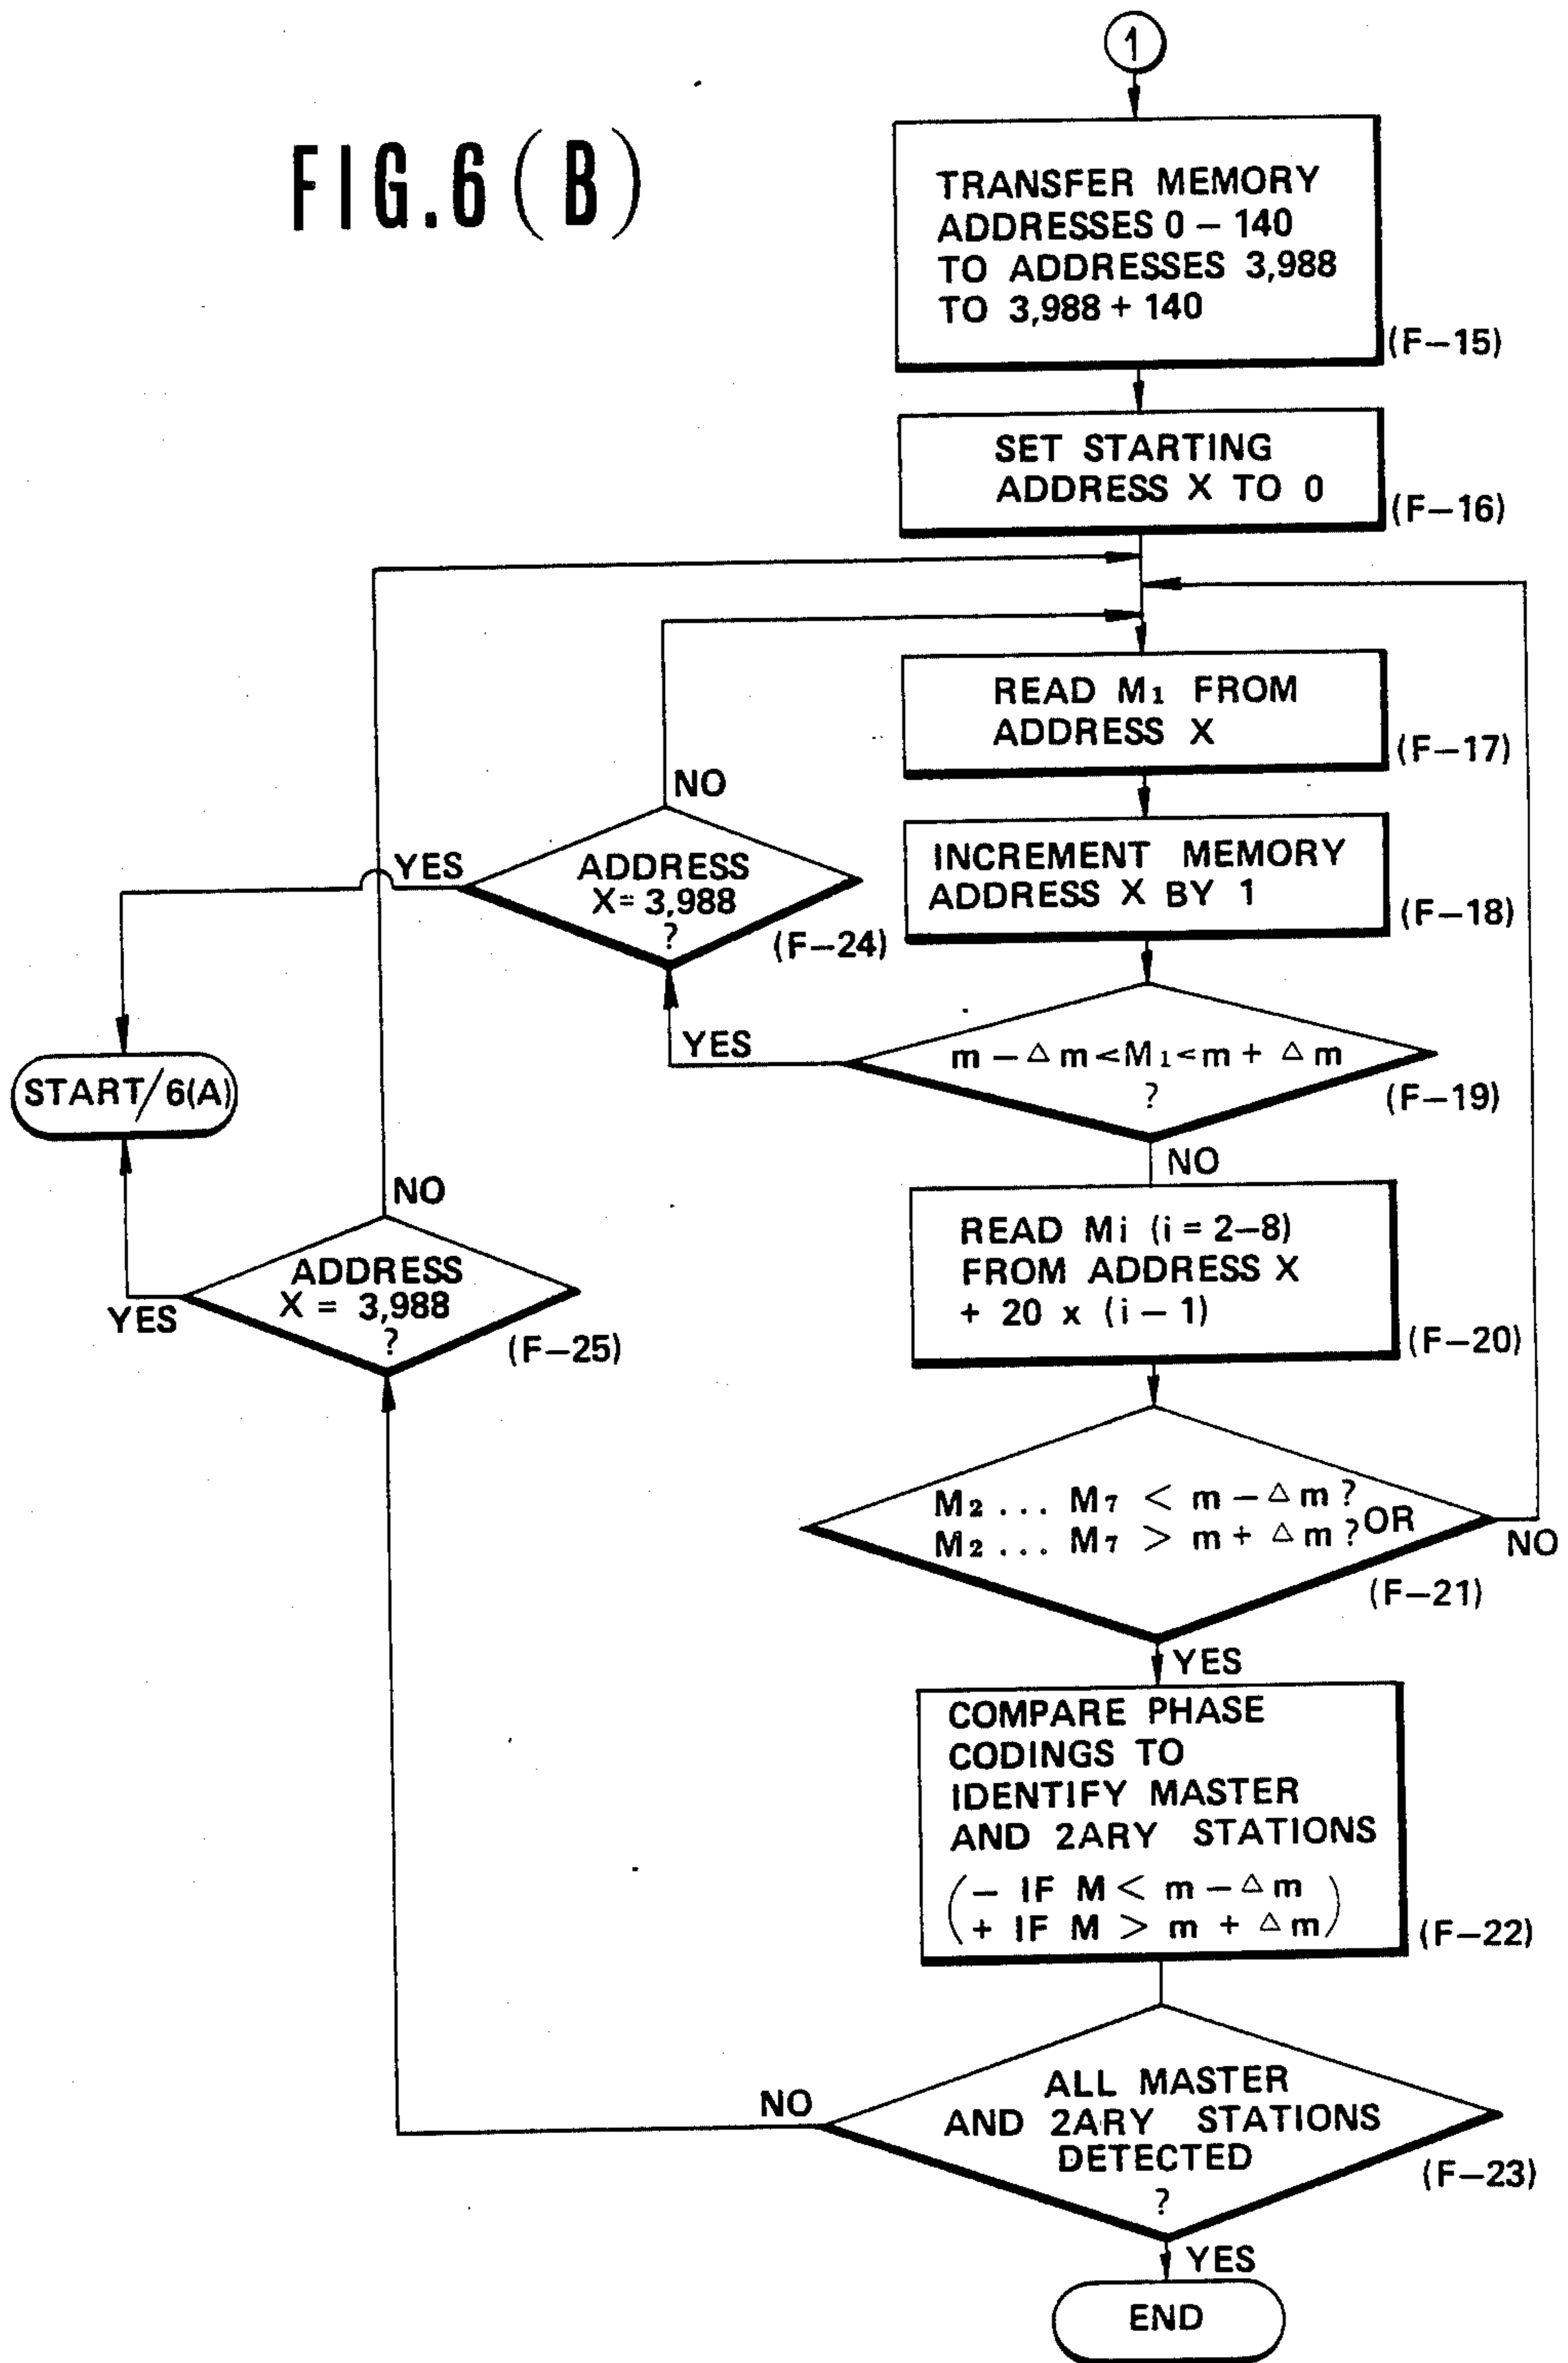 1
FIG.6(B)
TRANSFER MEMORY
ADDRESSES 0 – 140
TO ADDRESSES 3,988
TO 3,988 + 140
(F–15)
SET STARTING
ADDRESS X TO 0
(F–16)
READ M1 FROM
ADDRESS X
(F–17)
INCREMENT MEMORY
ADDRESS X BY 1
(F–18)
NO
YES
ADDRESS
X= 3,988
?
(F–24)
YES
m – △m < M1 < m + △m
?
(F–19)
START/6(A)
NO
NO
READ Mi (i = 2–8)
FROM ADDRESS X
+ 20 x (i – 1)
(F–20)
ADDRESS
X = 3,988
?
YES
(F–25)
M2 ... M7 < m – △m ?
M2 ... M7 > m + △m ? OR
NO
(F–21)
YES
COMPARE PHASE
CODINGS TO
IDENTIFY MASTER
AND 2ARY STATIONS
(– IF M < m – △m
+ IF M > m + △m)
(F–22)
NO
ALL MASTER
AND 2ARY STATIONS
DETECTED
?
(F–23)
YES
END